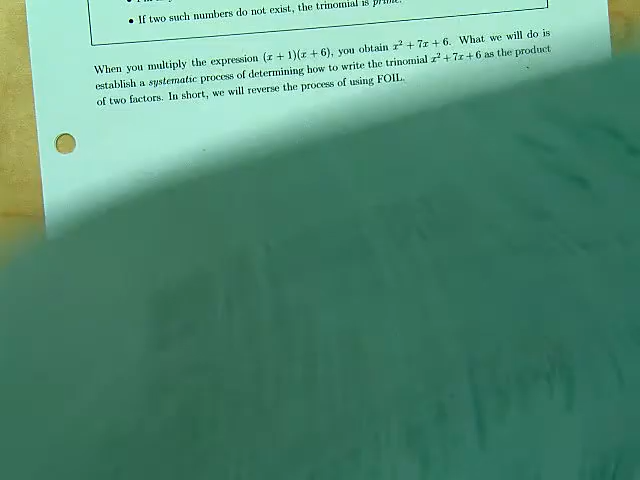 • If two such numbers do not exist, the trinomial is prime.
When you multiply the expression (x + 1)(x + 6), you obtain x² + 7x + 6. What we will do is
establish a systematic process of determining how to write the trinomial x² + 7x + 6 as the product
of two factors. In short, we will reverse the process of using FOIL.